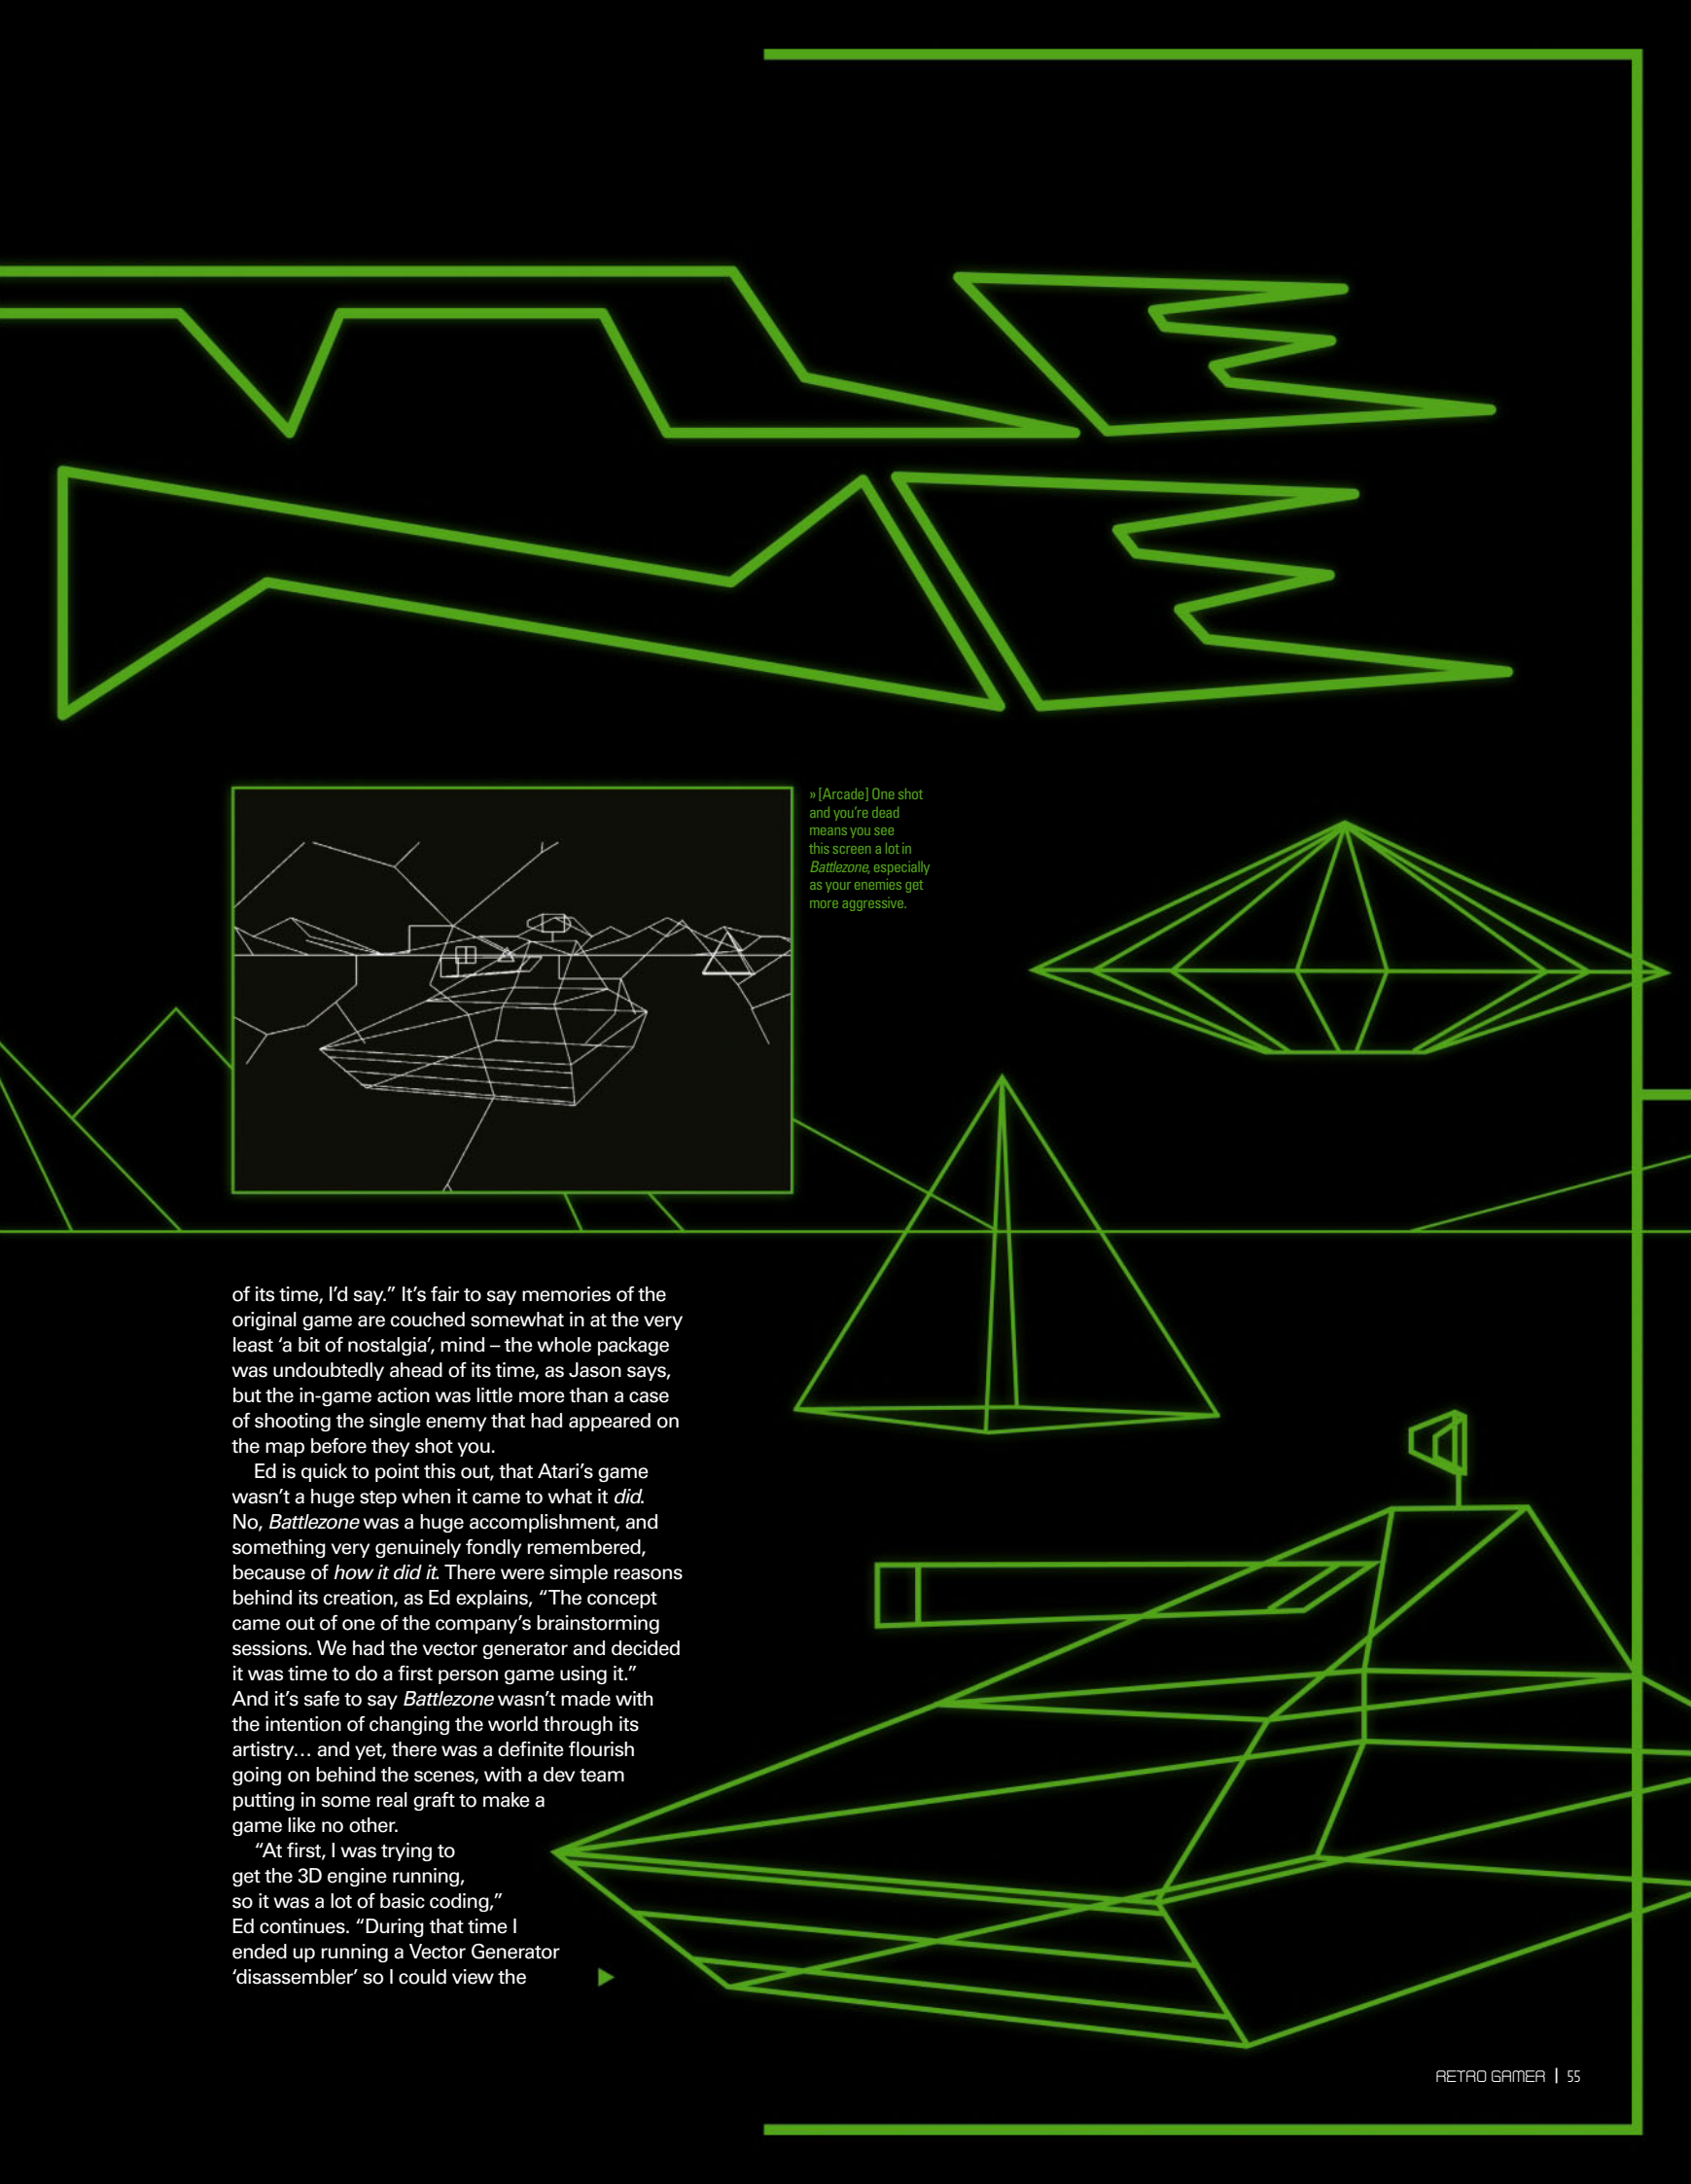 » [Arcade] One shot
and you’re dead
means you see
this screen a lot in
Battlezone, especially
as your enemies get
more aggressive.
of its time, I’d say.” It’s fair to say memories of the
original game are couched somewhat in at the very
least ‘a bit of nostalgia’, mind – the whole package
was undoubtedly ahead of its time, as Jason says,
but the in-game action was little more than a case
of shooting the single enemy that had appeared on
the map before they shot you.
Ed is quick to point this out, that Atari’s game
wasn’t a huge step when it came to what it did.
No, Battlezone was a huge accomplishment, and
something very genuinely fondly remembered,
because of how it did it. There were simple reasons
behind its creation, as Ed explains, “The concept
came out of one of the company’s brainstorming
sessions. We had the vector generator and decided
it was time to do a first person game using it.”
And it’s safe to say Battlezone wasn’t made with
the intention of changing the world through its
artistry… and yet, there was a definite flourish
going on behind the scenes, with a dev team
putting in some real graft to make a
game like no other.
“At first, I was trying to
get the 3D engine running,
so it was a lot of basic coding,”
Ed continues. “During that time I
ended up running a Vector Generator
‘disassembler’ so I could view the
RETRO GAMER | 55